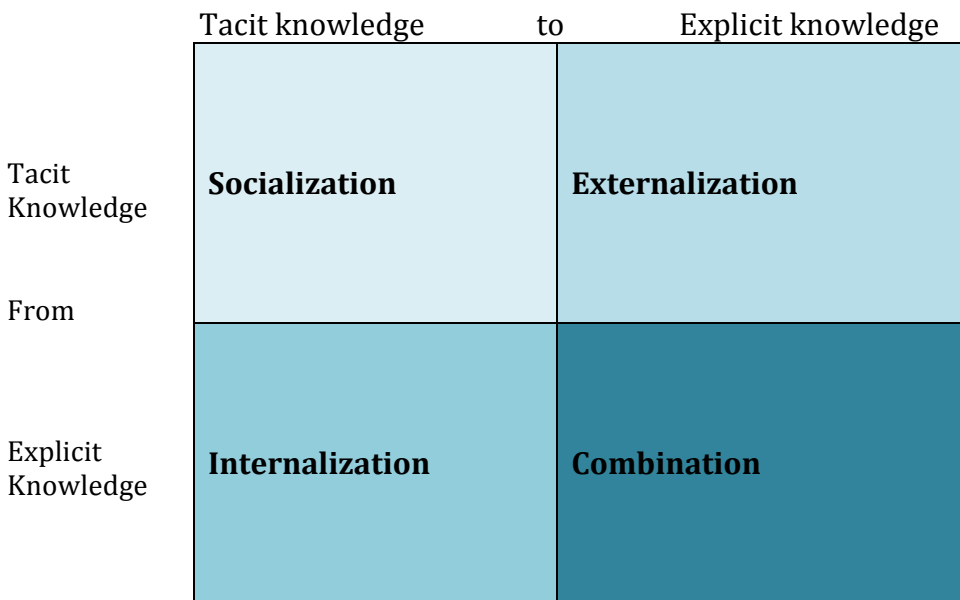 Tacit knowledge to Explicit knowledge
Tacit
Knowledge
Socialization
Externalization
From
Explicit
Knowledge
Internalization
Combination